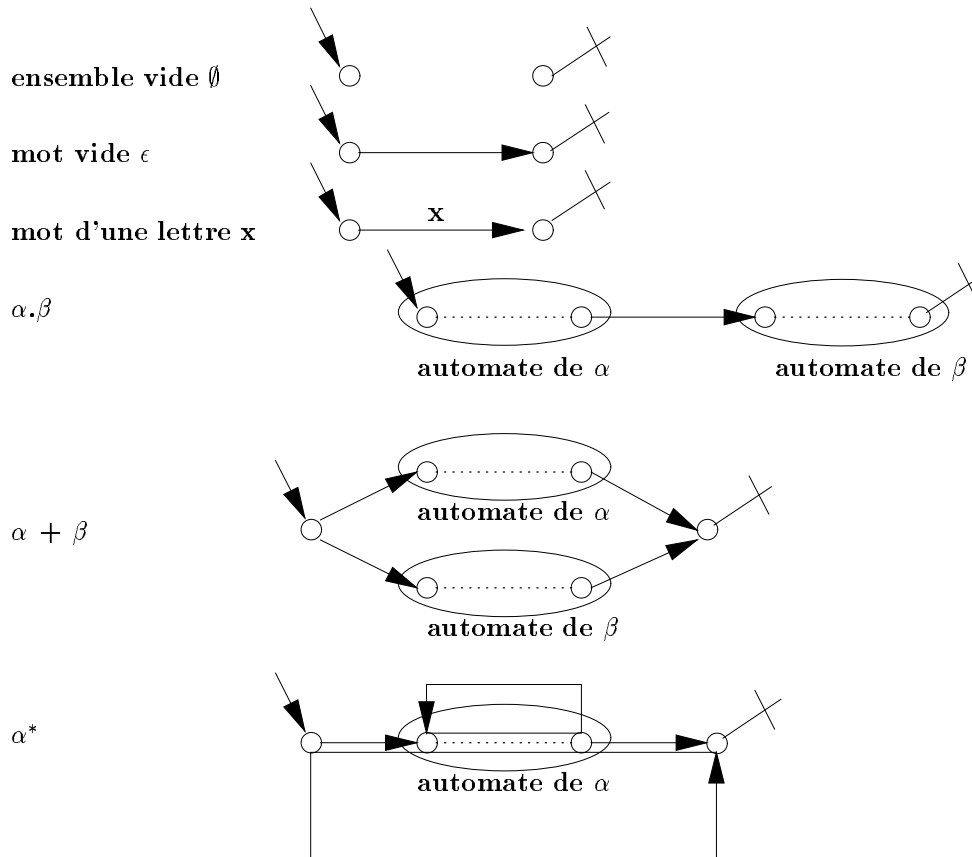 ensemble vide ∅
mot vide ϵ
x
mot d'une lettre x
α.β
automate de α
automate de β
automate de α
α + β
automate de β
α*
automate de α